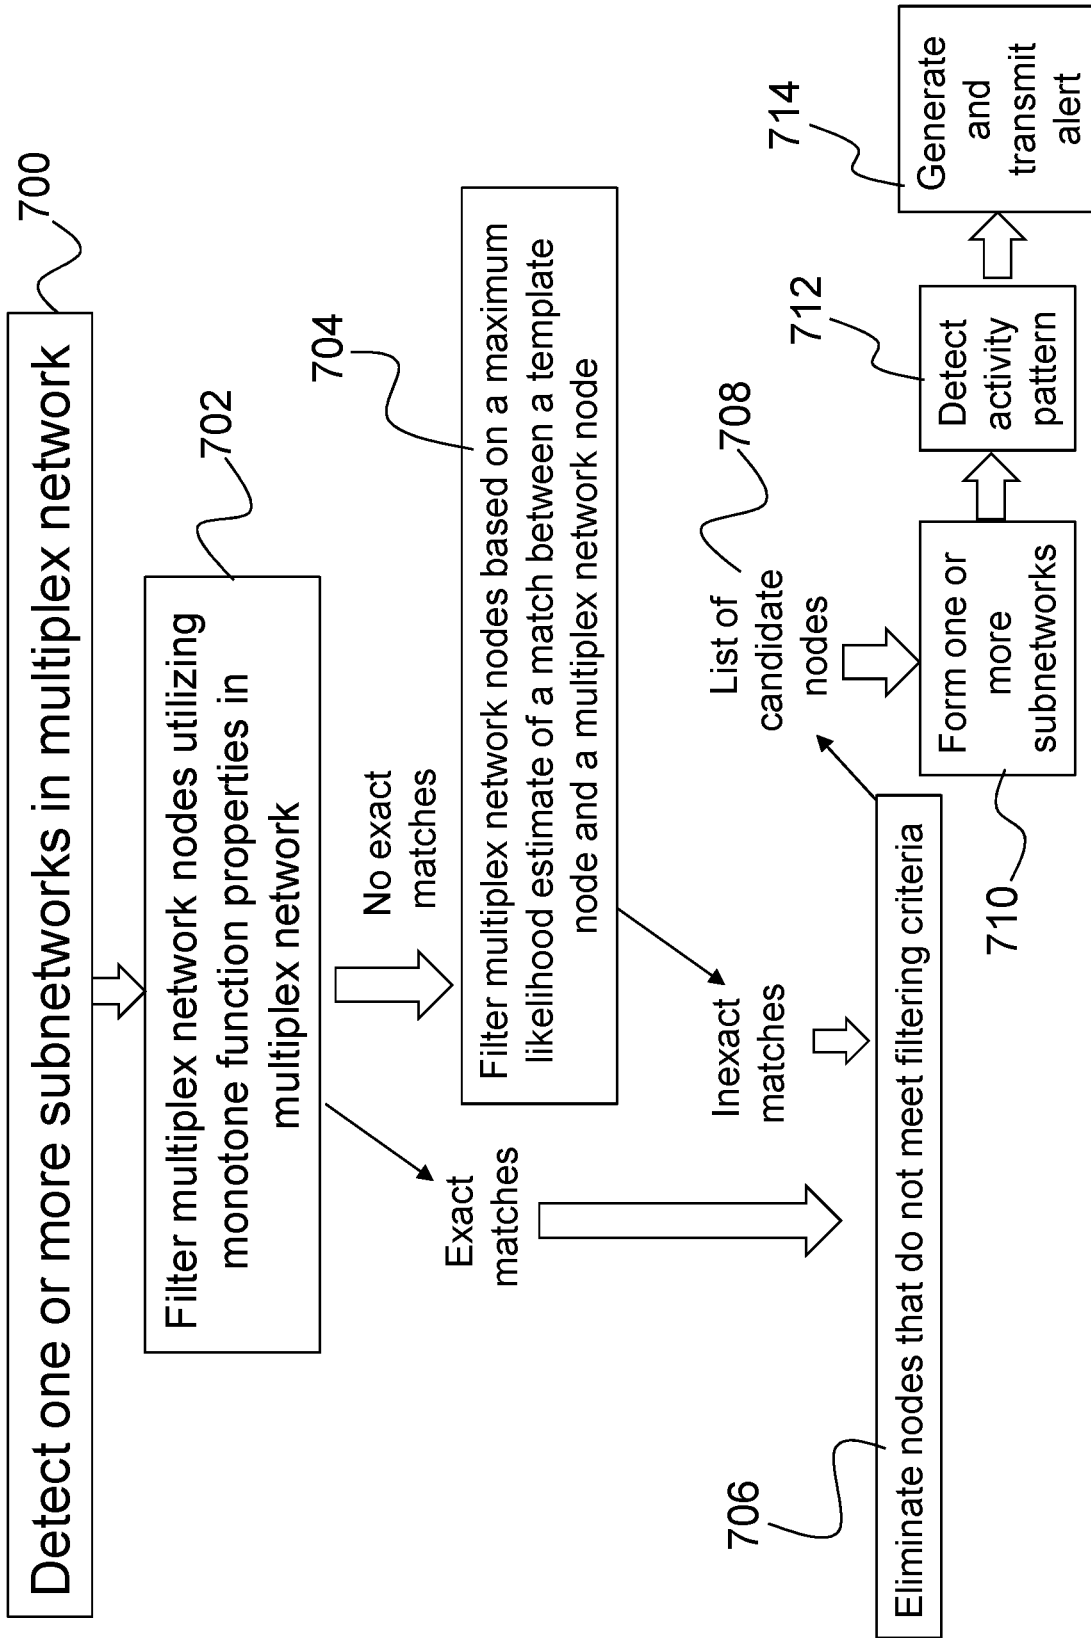 Detect one or more subnetworks in multiplex network
700
Filter multiplex network nodes utilizing
monotone function properties in
multiplex network
702
No exact
matches
Exact
matches
Filter multiplex network nodes based on a maximum
likelihood estimate of a match between a template
node and a multiplex network node
704
Inexact
matches
Eliminate nodes that do not meet filtering criteria
706
List of
candidate
nodes
708
Form one or
more
subnetworks
710
Detect
activity
pattern
712
Generate
and
transmit
alert
714